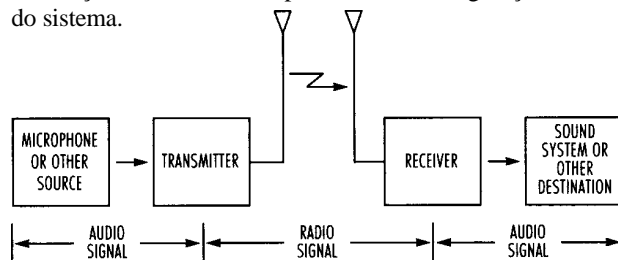 do sistema.
MICROPHONE
OR OTHER
SOURCE
TRANSMITTER
RECEIVER
SOUND
SYSTEM OR
OTHER
DESTINATION
AUDIO
SIGNAL
RADIO
SIGNAL
AUDIO
SIGNAL